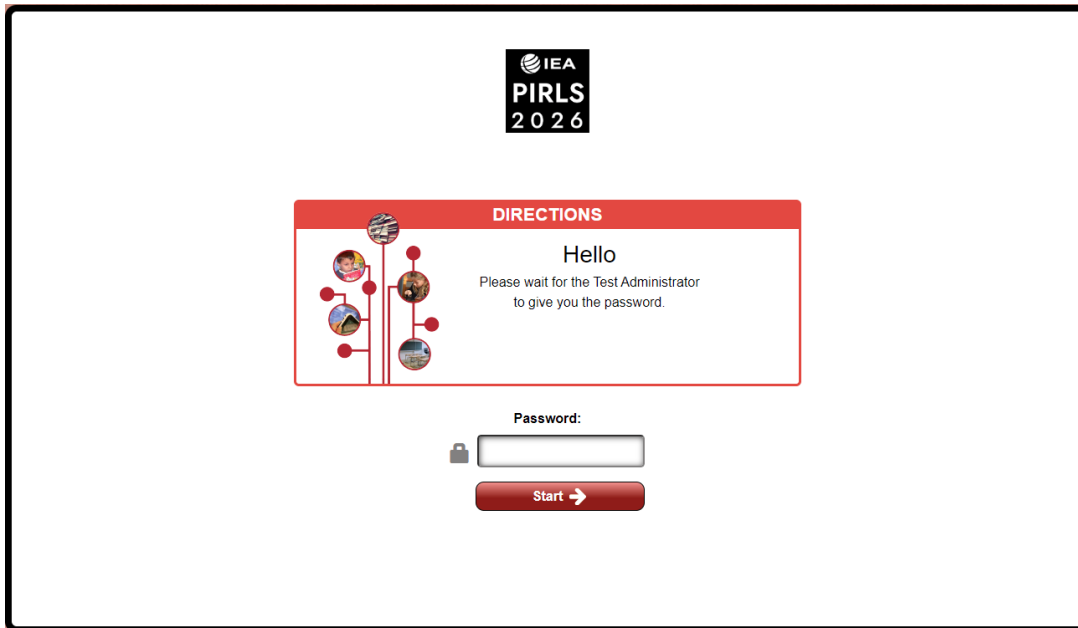 IEA
PIRLS
2026
DIRECTIONS
Hello
Please wait for the Test Administrator
to give you the password.
Password:
Start